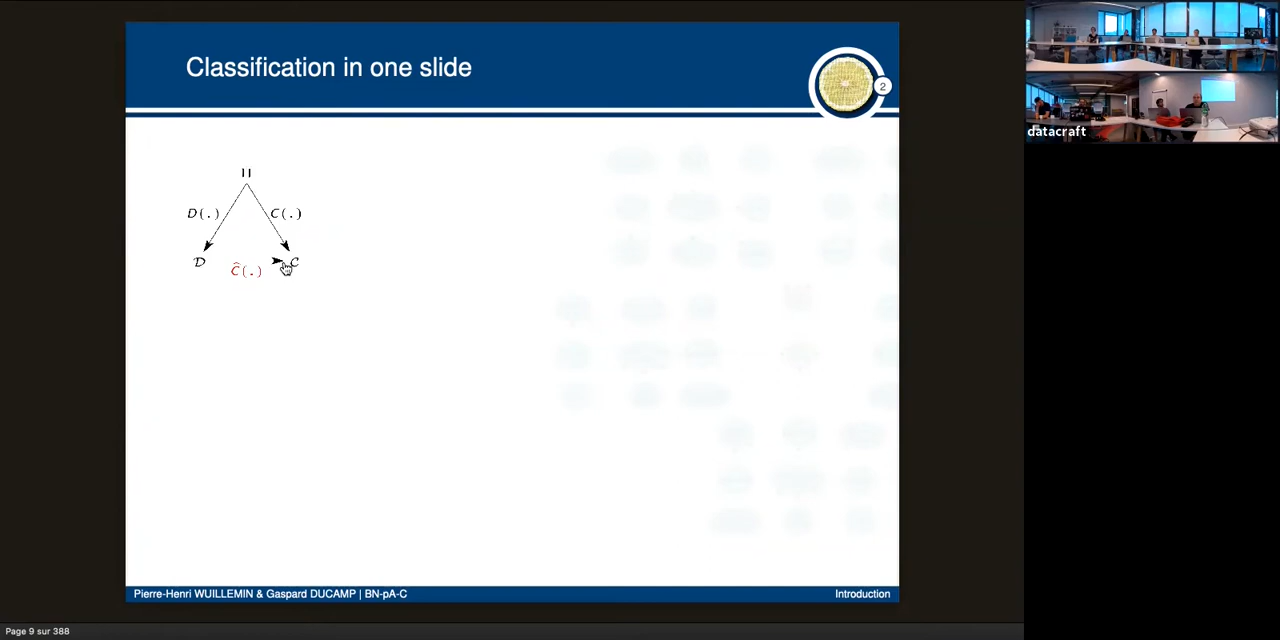 Classification in one slide
2
Π
D(.)
C(.)
D
C
Ĉ(.)
Pierre-Henri WUILLEMIN & Gaspard DUCAMP | BN-pA-C
Introduction
Page 9 sur 388
datacraft